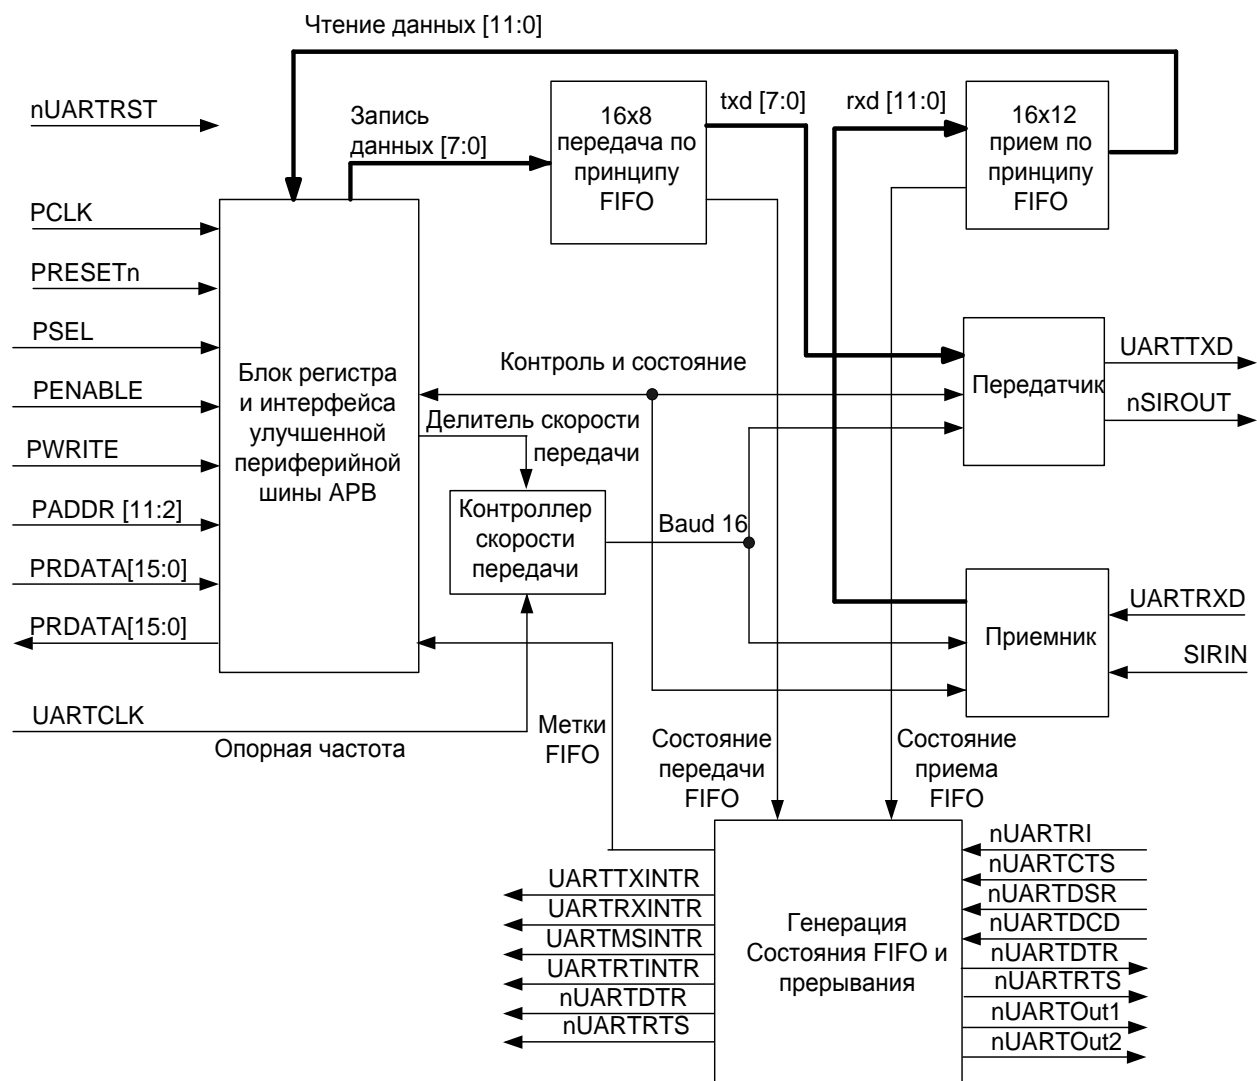 Чтение данных [11:0]
nUARTRST
Запись
данных [7:0]
16x8
передача по
принципу
FIFO
txd [7:0]
rxd [11:0]
16x12
прием по
принципу
FIFO
PCLK
PRESETn
PSEL
PENABLE
PWRITE
PADDR [11:2]
PRDATA[15:0]
PRDATA[15:0]
UARTCLK
Опорная частота
Блок регистра
и интерфейса
улучшенной
периферийной
шины APB
Контроль и состояние
Делитель скорости
передачи
Контроллер
скорости
передачи
Baud 16
Передатчик
UARTTXD
nSIROUT
Приемник
UARTRXD
SIRIN
Метки
FIFO
Состояние
передачи
FIFO
Состояние
приема
FIFO
UARTTXINTR
UARTRXINTR
UARTMSINTR
UARTRTINTR
nUARTDTR
nUARTRTS
Генерация
Состояния FIFO и
прерывания
nUARTRI
nUARTCTS
nUARTDSR
nUARTDCD
nUARTDTR
nUARTRTS
nUARTOut1
nUARTOut2